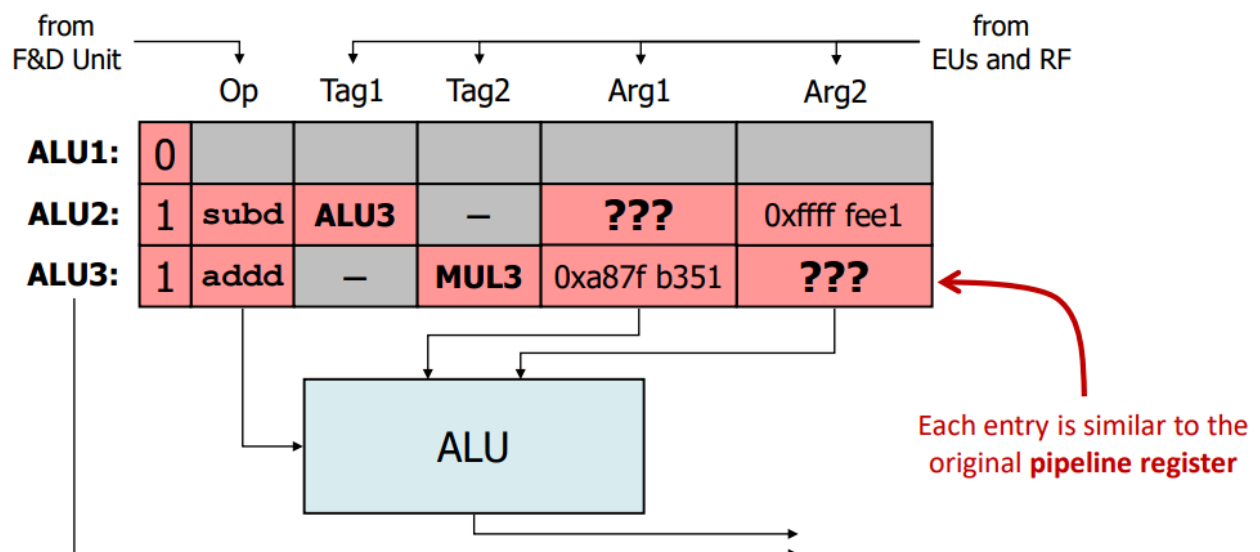 from
F&D Unit
from
EUs and RF
Op Tag1 Tag2 Arg1 Arg2
ALU1: 0
ALU2: 1 subd ALU3 – ??? 0xffff fee1
ALU3: 1 addd – MUL3 0xa87f b351 ???
ALU
Each entry is similar to the
original pipeline register